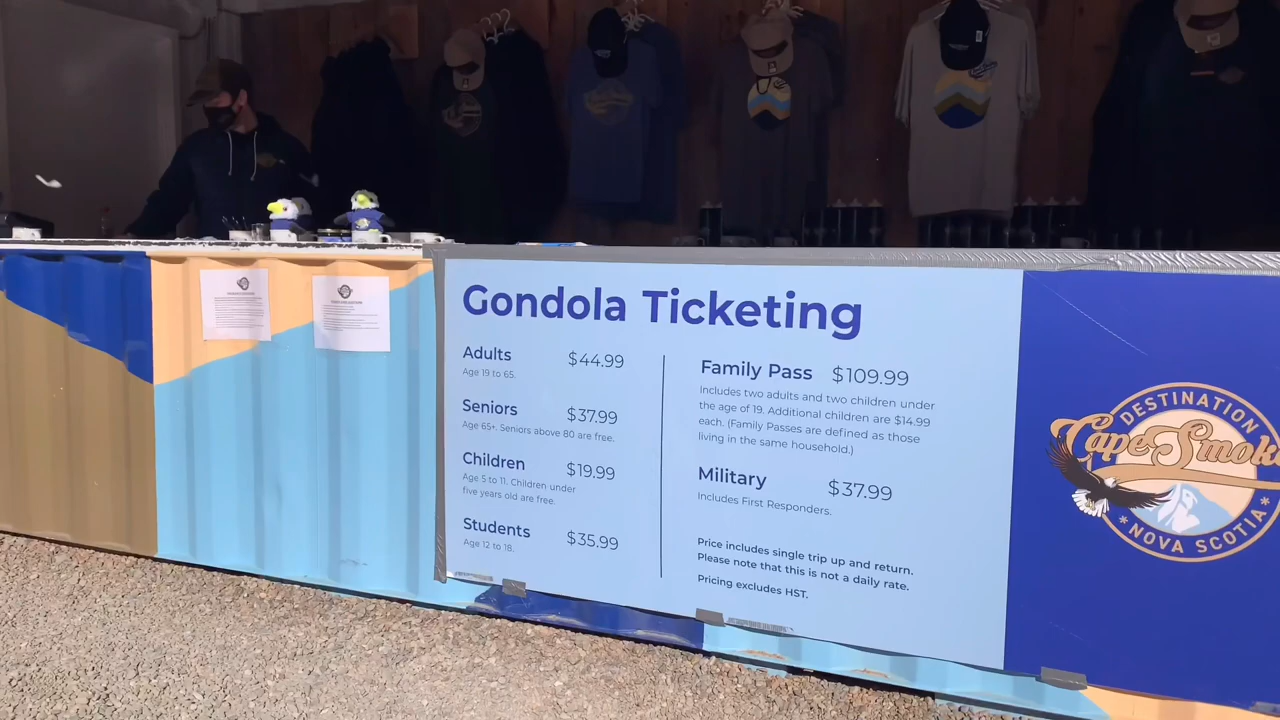 Gondola Ticketing
Adults $44.99
Age 19 to 65.
Seniors $37.99
Age 65+. Seniors above 80 are free.
Children $19.99
Age 5 to 11. Children under
five years old are free.
Students $35.99
Age 12 to 18.
Family Pass $109.99
Includes two adults and two children under
the age of 19. Additional children are $14.99
each. (Family Passes are defined as those
living in the same household.)
Military $37.99
Includes First Responders.
Price includes single trip up and return.
Please note that this is not a daily rate.
Pricing excludes HST.
DESTINATION
Cape Smok
NOVA SCOTIA